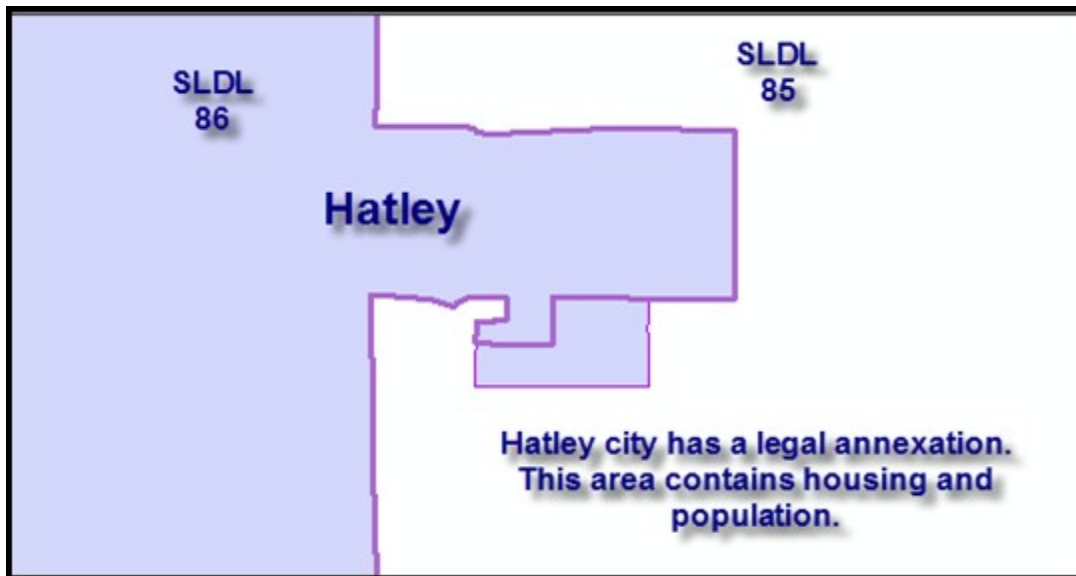 SLDL
86
SLDL
85
Hatley
Hatley city has a legal annexation.
This area contains housing and
population.